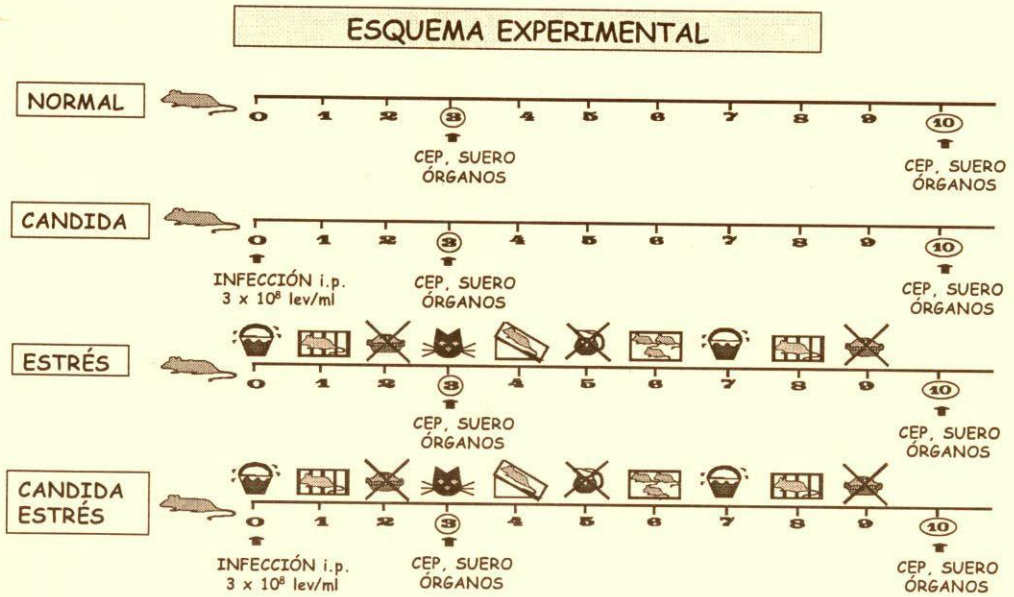 ESQUEMA EXPERIMENTAL
NORMAL
0 1 2 3 4 5 6 7 8 9 10
CEP, SUERO
ÓRGANOS
CEP, SUERO
ÓRGANOS
CANDIDA
0 1 2 3 4 5 6 7 8 9 10
INFECCIÓN i.p.
3 x 10⁸ lev/ml
CEP, SUERO
ÓRGANOS
CEP, SUERO
ÓRGANOS
ESTRÉS
0 1 2 3 4 5 6 7 8 9 10
CEP, SUERO
ÓRGANOS
CEP, SUERO
ÓRGANOS
CANDIDA
ESTRÉS
0 1 2 3 4 5 6 7 8 9 10
INFECCIÓN i.p.
3 x 10⁸ lev/ml
CEP, SUERO
ÓRGANOS
CEP, SUERO
ÓRGANOS